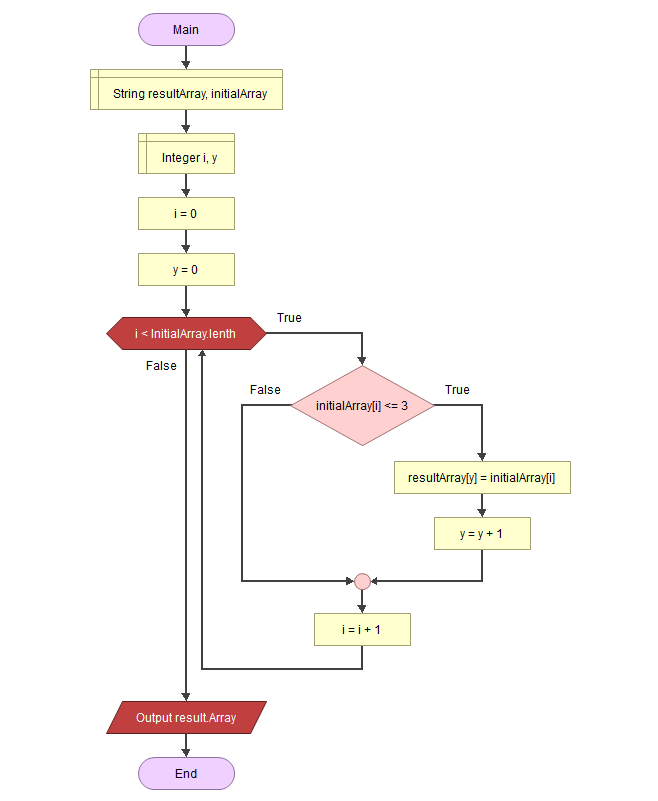 Main
String resultArray, initialArray
Integer i, y
i = 0
y = 0
i < InitialArray.lenth
True
False
initialArray[i] <= 3
False
True
resultArray[y] = initialArray[i]
y = y + 1
i = i + 1
Output result.Array
End